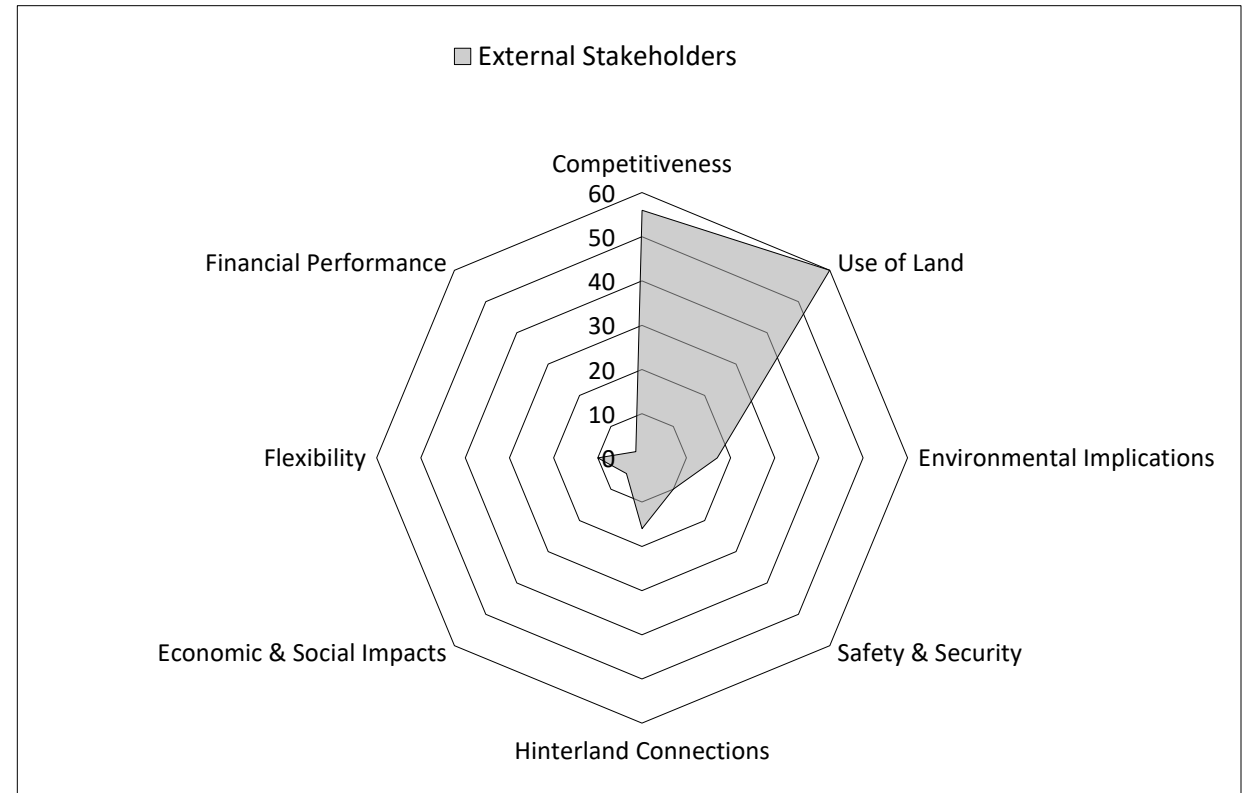 External Stakeholders
Competitiveness
60
50
40
30
20
10
0
Use of Land
Environmental Implications
Safety & Security
Hinterland Connections
Economic & Social Impacts
Flexibility
Financial Performance